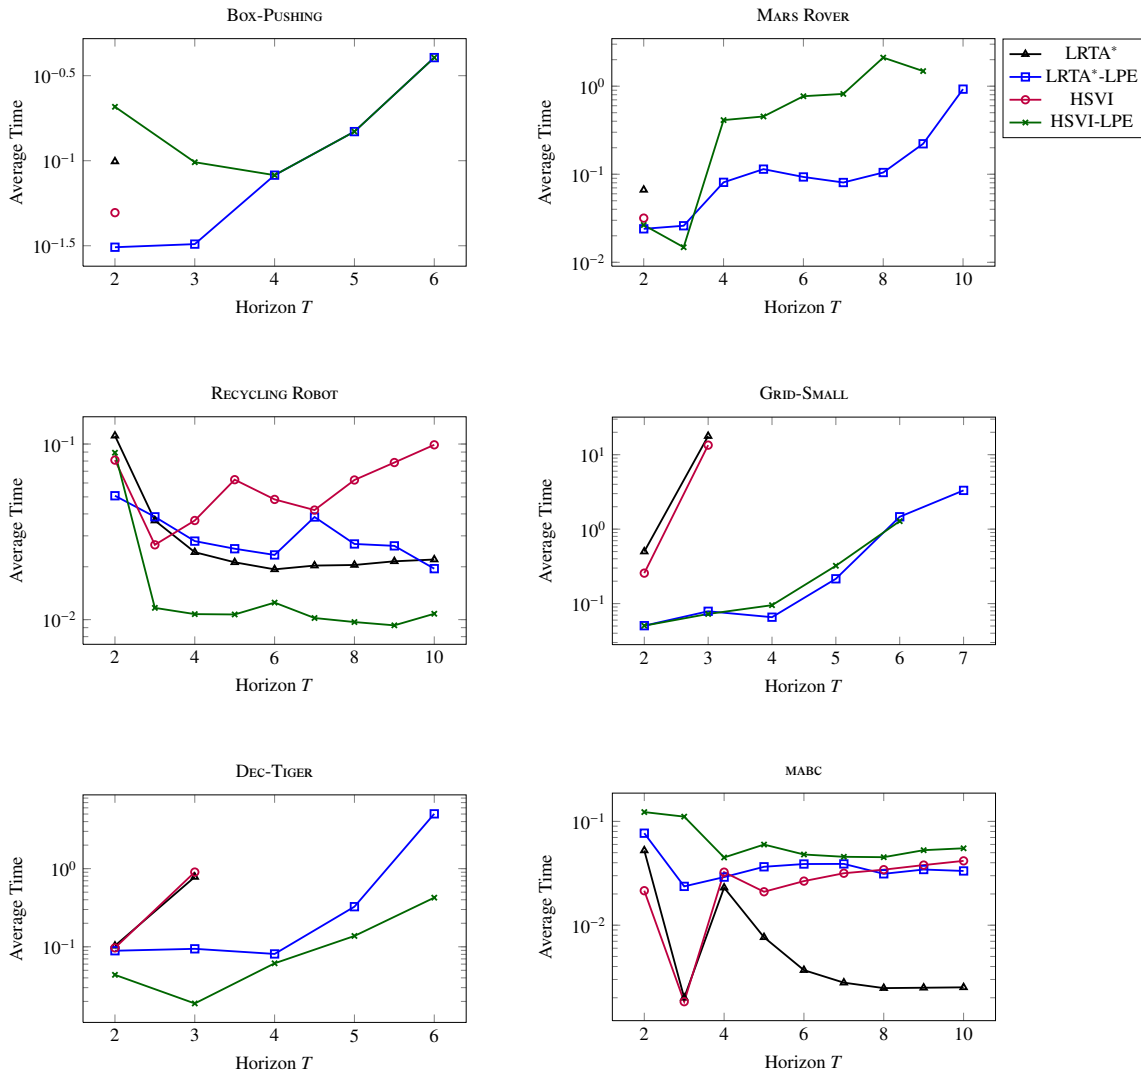 BOX-PUSHING
10^−0.5
10^−1
10^−1.5
Average Time
2 3 4 5 6
Horizon T
MARS ROVER
10^0
10^−1
10^−2
Average Time
2 4 6 8 10
Horizon T
LRTA*
LRTA*-LPE
HSVI
HSVI-LPE
RECYCLING ROBOT
10^−1
10^−2
Average Time
2 4 6 8 10
Horizon T
GRID-SMALL
10^1
10^0
10^−1
Average Time
2 3 4 5 6 7
Horizon T
DEC-TIGER
10^0
10^−1
Average Time
2 3 4 5 6
Horizon T
MABC
10^−1
10^−2
Average Time
2 4 6 8 10
Horizon T